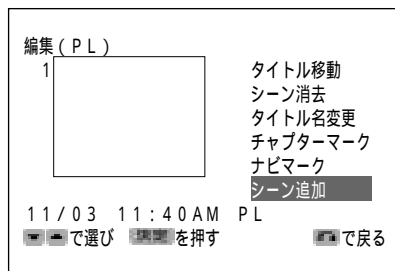 編集(PL)
1
タイトル移動
シーン消去
タイトル名変更
チャプターマーク
ナビマーク
シーン追加
11/03 11:40AM PL
で選び を押す で戻る